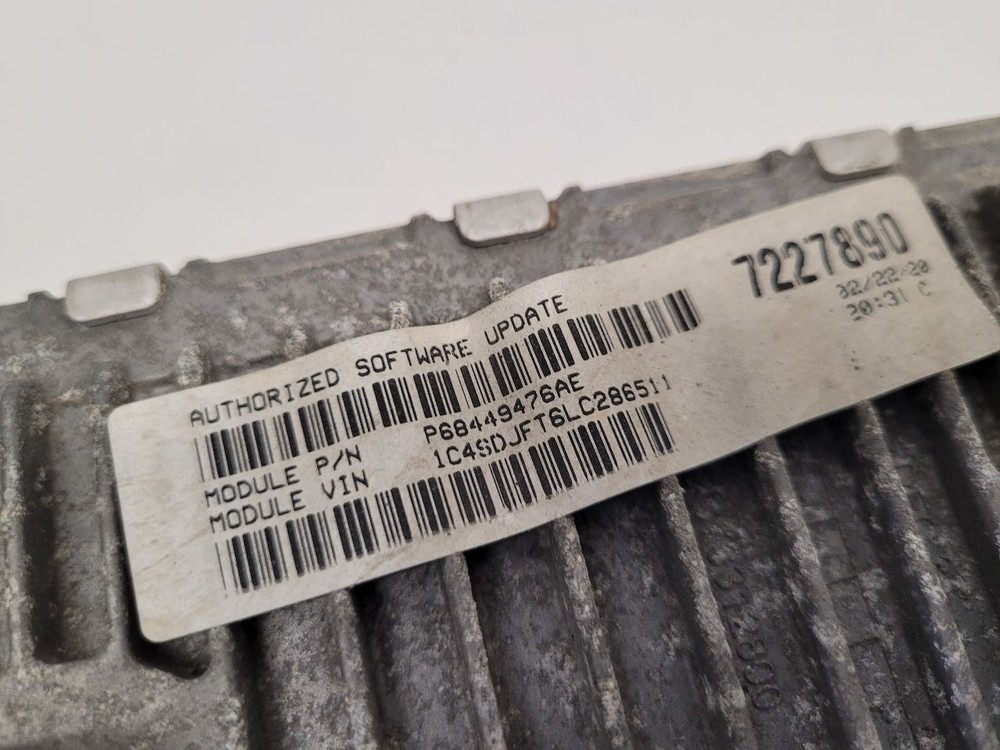 AUTHORIZED SOFTWARE UPDATE
7227890
02/22/20
20:31 C
MODULE P/N P68449476AE
MODULE VIN 1C4SDJFT6LC286511